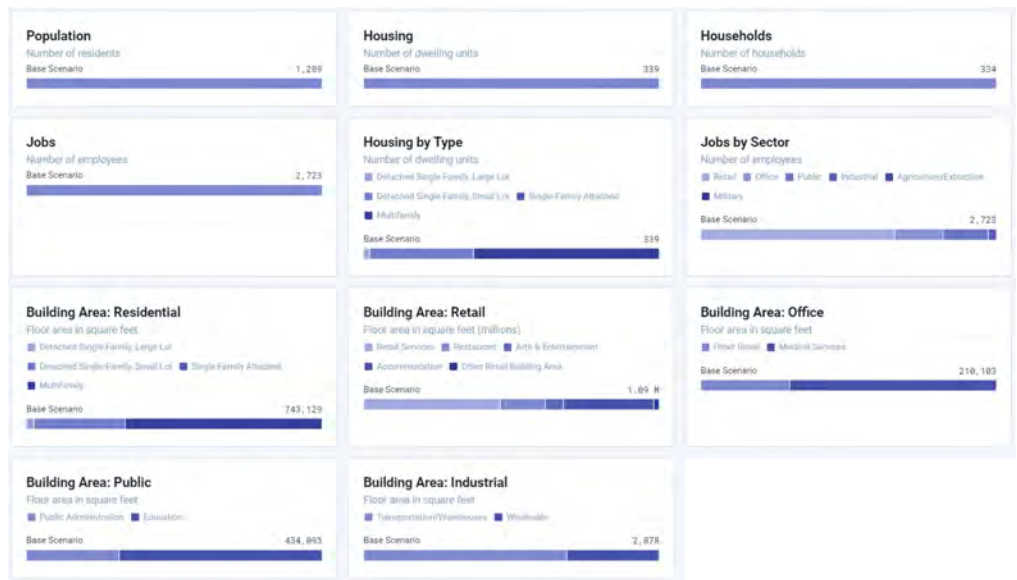 Population
Number of residents
Base Scenario 1,289
Housing
Number of dwelling units
Base Scenario 339
Households
Number of households
Base Scenario 334
Jobs
Number of employees
Base Scenario 2,723
Housing by Type
Number of dwelling units
Detached Single Family, Large Lot
Detached Single Family, Small Lot Single Family Attached
Multifamily
Base Scenario 339
Jobs by Sector
Number of employees
Retail Office Public Industrial Agriculture/Extraction
Military
Base Scenario 2,723
Building Area: Residential
Floor area in square feet
Detached Single Family, Large Lot
Detached Single Family, Small Lot Single Family Attached
Multifamily
Base Scenario 743,129
Building Area: Retail
Floor area in square feet (millions)
Retail Services Restaurant Arts & Entertainment
Accommodation Other Retail Building Area
Base Scenario 1.09 M
Building Area: Office
Floor area in square feet
Retail Medical Services
Base Scenario 210,103
Building Area: Public
Floor area in square feet
Public Administration Education
Base Scenario 434,093
Building Area: Industrial
Floor area in square feet
Transportation/Warehouses Wholesale
Base Scenario 2,878